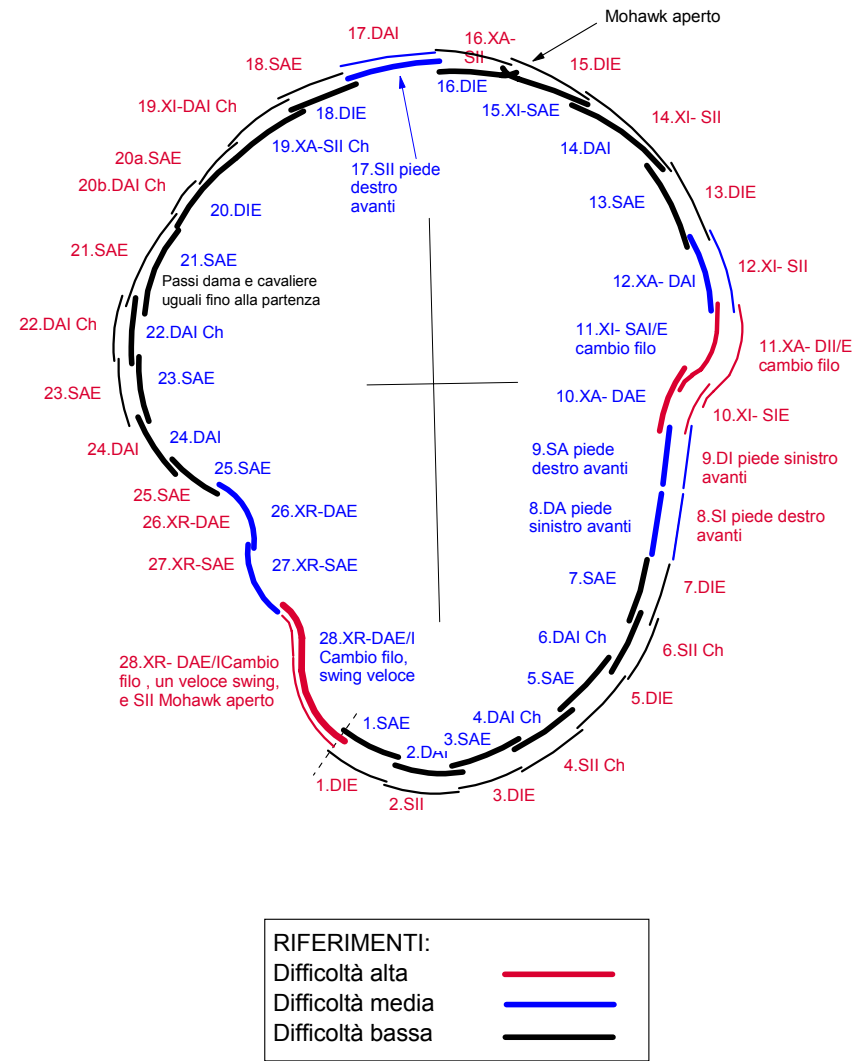 Mohawk aperto
17.DAI
16.XA-
SII
15.DIE
18.SAE
16.DIE
19.XI-DAI Ch
18.DIE
15.XI-SAE
14.XI- SII
19.XA-SII Ch
14.DAI
20a.SAE
17.SII piede
destro
avanti
20b.DAI Ch
13.DIE
13.SAE
20.DIE
21.SAE
21.SAE
12.XI- SII
Passi dama e cavaliere
uguali fino alla partenza
12.XA- DAI
22.DAI Ch
22.DAI Ch
11.XI- SAI/E
cambio filo
11.XA- DII/E
cambio filo
23.SAE
23.SAE
10.XA- DAE
10.XI- SIE
24.DAI
24.DAI
9.SA piede
destro avanti
9.DI piede sinistro
avanti
25.SAE
25.SAE
8.DA piede
sinistro avanti
8.SI piede destro
avanti
26.XR-DAE
26.XR-DAE
27.XR-SAE
27.XR-SAE
7.SAE
7.DIE
6.DAI Ch
6.SII Ch
28.XR-DAE/I
Cambio filo,
swing veloce
28.XR- DAE/ICambio
filo , un veloce swing,
e SII Mohawk aperto
5.SAE
5.DIE
4.DAI Ch
1.SAE
3.SAE
2.DAI
4.SII Ch
1.DIE
3.DIE
2.SII
RIFERIMENTI:
Difficoltà alta
Difficoltà media
Difficoltà bassa